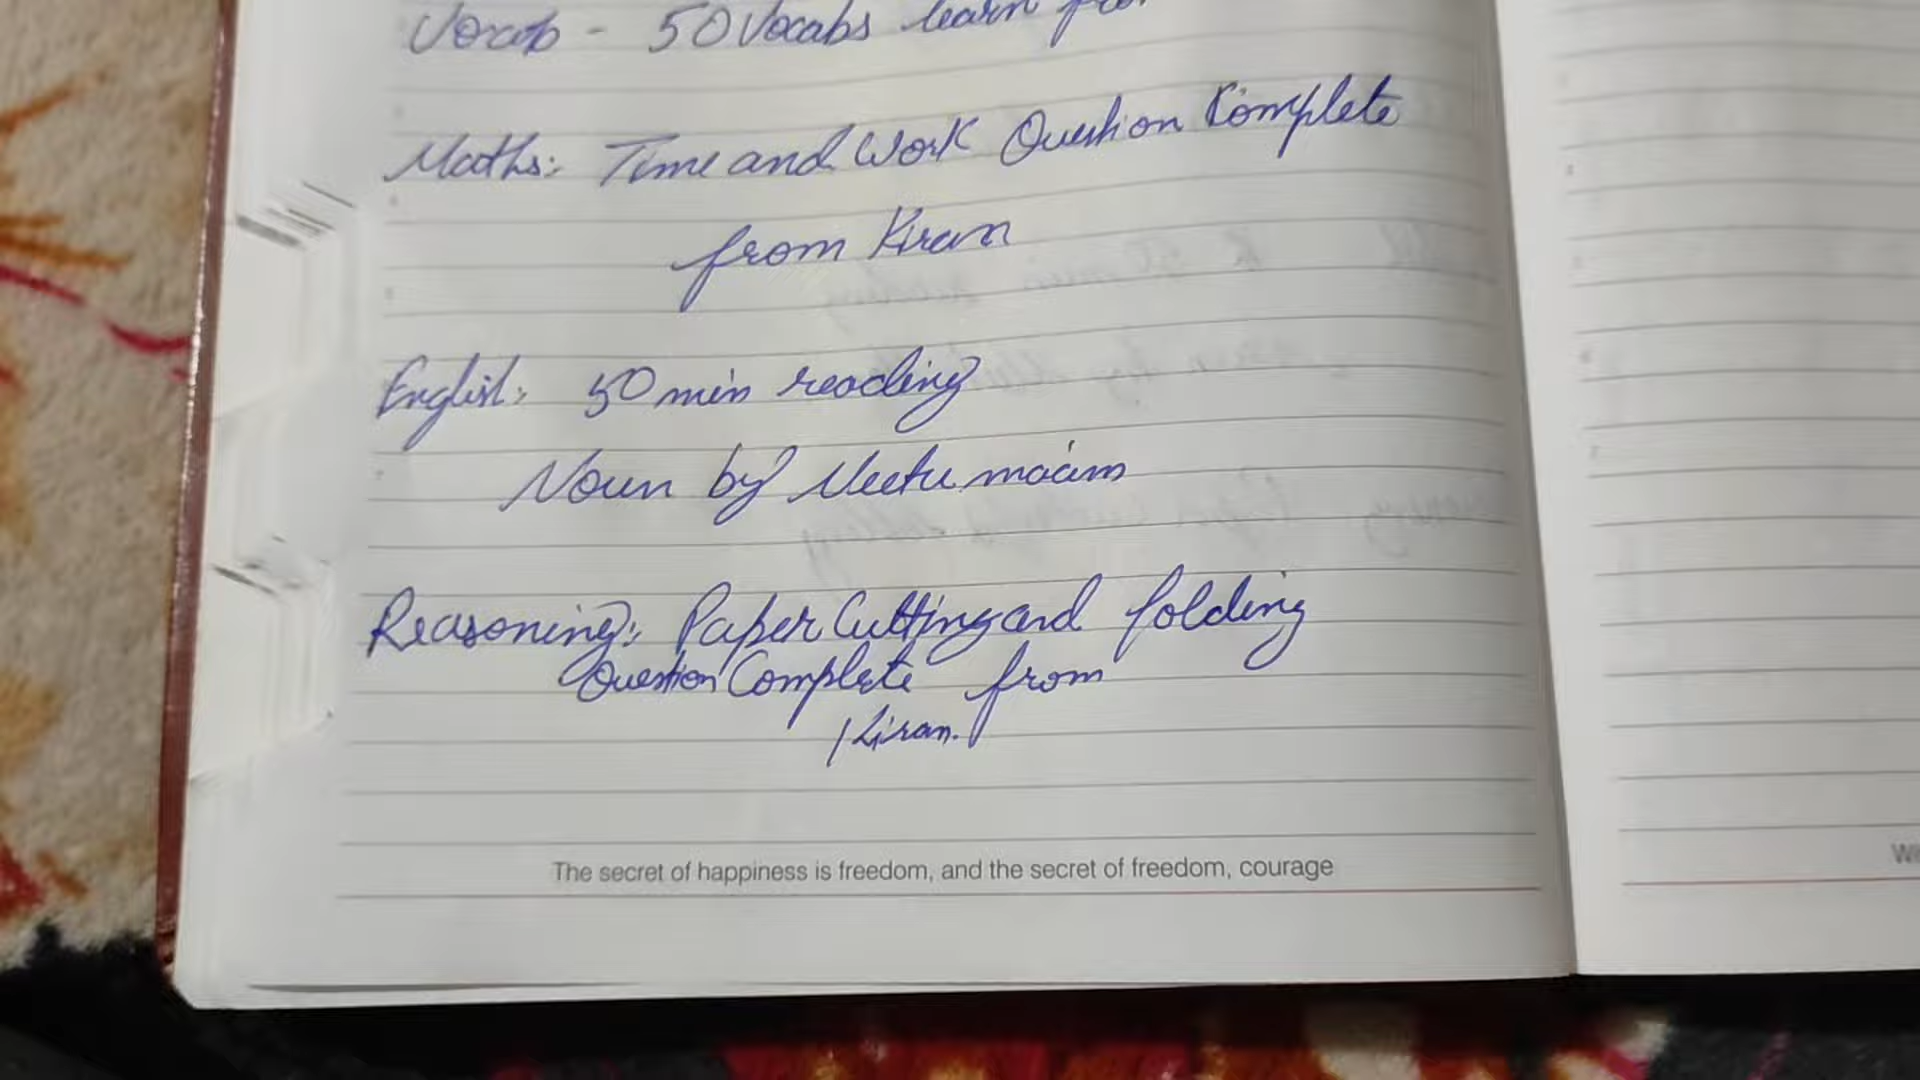 Vocab - 50 Vocabs learn
Maths: Time and Work Question Complete
from Kiran
English: 50 min reading
Noun by Neetu maam
Reasoning: Paper Cutting and folding
Question Complete from
Kiran.
The secret of happiness is freedom, and the secret of freedom, courage